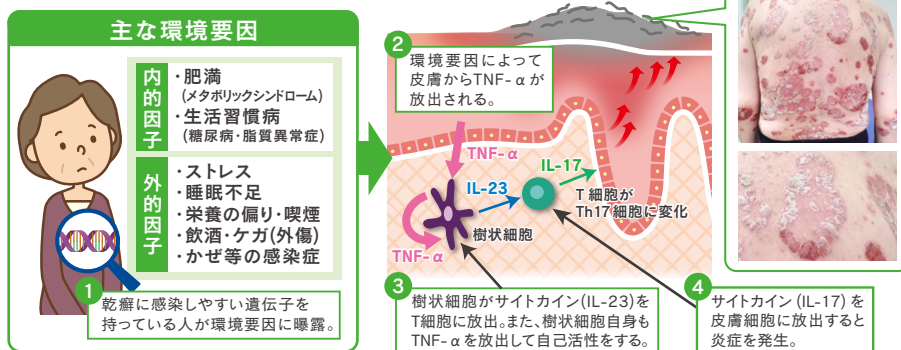 主な環境要因
内的因子
・肥満
(メタボリックシンドローム)
・生活習慣病
(糖尿病・脂質異常症)
外的因子
・ストレス
・睡眠不足
・栄養の偏り・喫煙
・飲酒・ケガ(外傷)
・かぜ等の感染症
1
乾癬に感染しやすい遺伝子を
持っている人が環境要因に曝露。
2
環境要因によって
皮膚からTNF-αが
放出される。
TNF-α
IL-17
IL-23
T細胞が
Th17細胞に変化
樹状細胞
TNF-α
3
樹状細胞がサイトカイン(IL-23)を
T細胞に放出。また、樹状細胞自身も
TNF-αを放出して自己活性をする。
4
サイトカイン(IL-17)を
皮膚細胞に放出すると
炎症を発生。